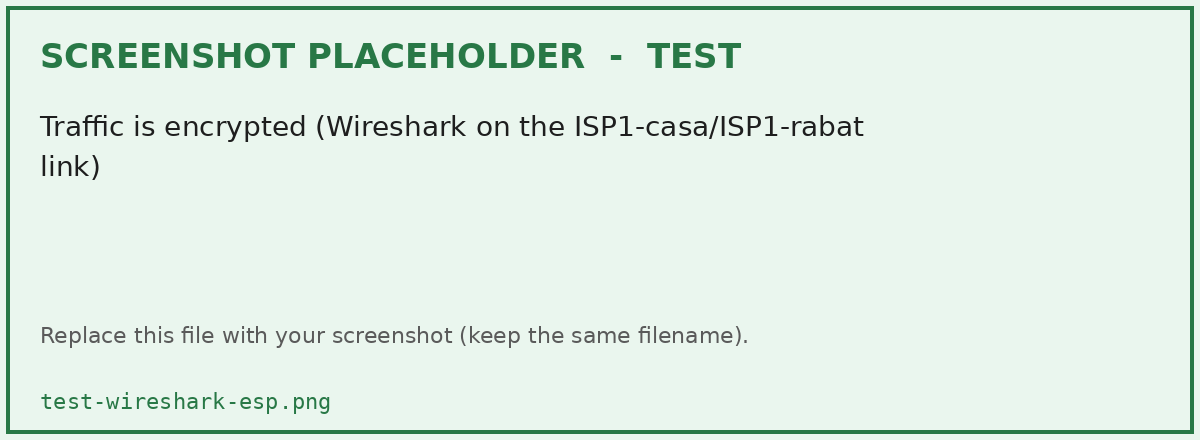 SCREENSHOT PLACEHOLDER - TEST
Traffic is encrypted (Wireshark on the ISP1-casa/ISP1-rabat
link)
Replace this file with your screenshot (keep the same filename).
test-wireshark-esp.png